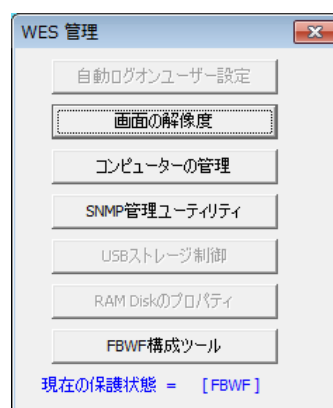 WES 管理
自動ログオンユーザー設定
画面の解像度
コンピューターの管理
SNMP管理ユーティリティ
USBストレージ制御
RAM Diskのプロパティ
FBWF構成ツール
現在の保護状態 = [FBWF]